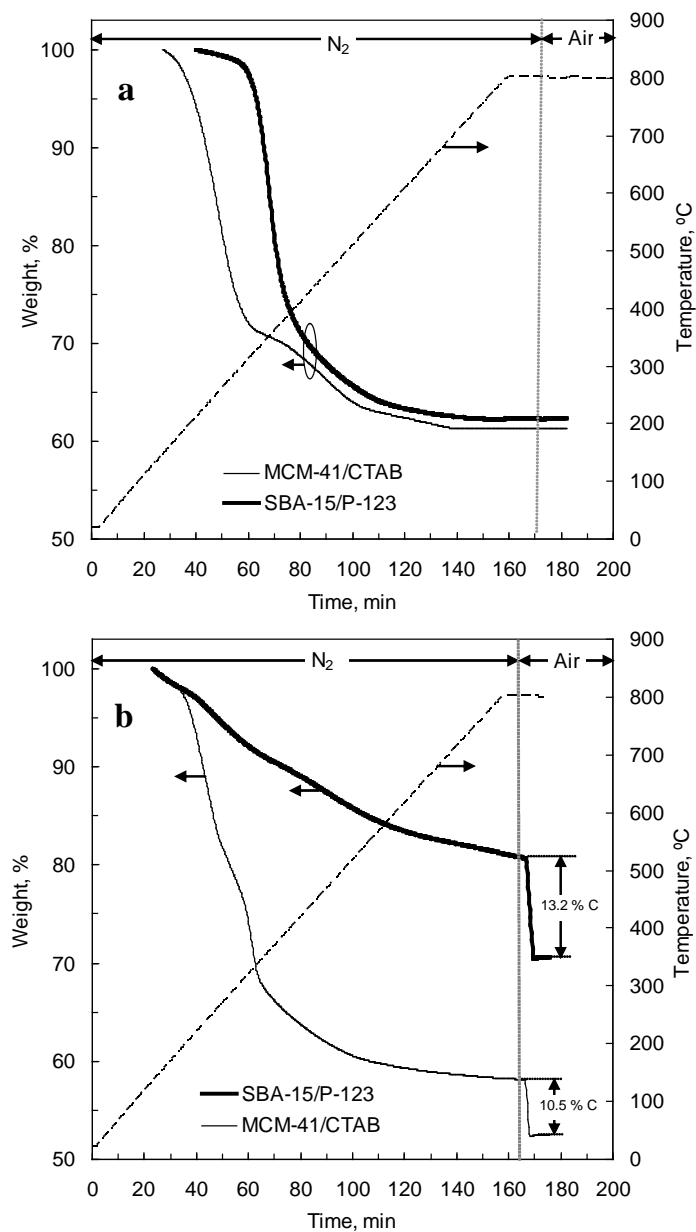 N2
Air
a
100
90
80
70
60
50
900
800
700
600
500
400
300
200
100
0
Weight, %
Temperature, ºC
MCM-41/CTAB
SBA-15/P-123
0 20 40 60 80 100 120 140 160 180 200
Time, min
N2
Air
b
100
90
80
70
60
50
900
800
700
600
500
400
300
200
100
0
Weight, %
Temperature, ºC
13.2 % C
10.5 % C
SBA-15/P-123
MCM-41/CTAB
0 20 40 60 80 100 120 140 160 180 200
Time, min